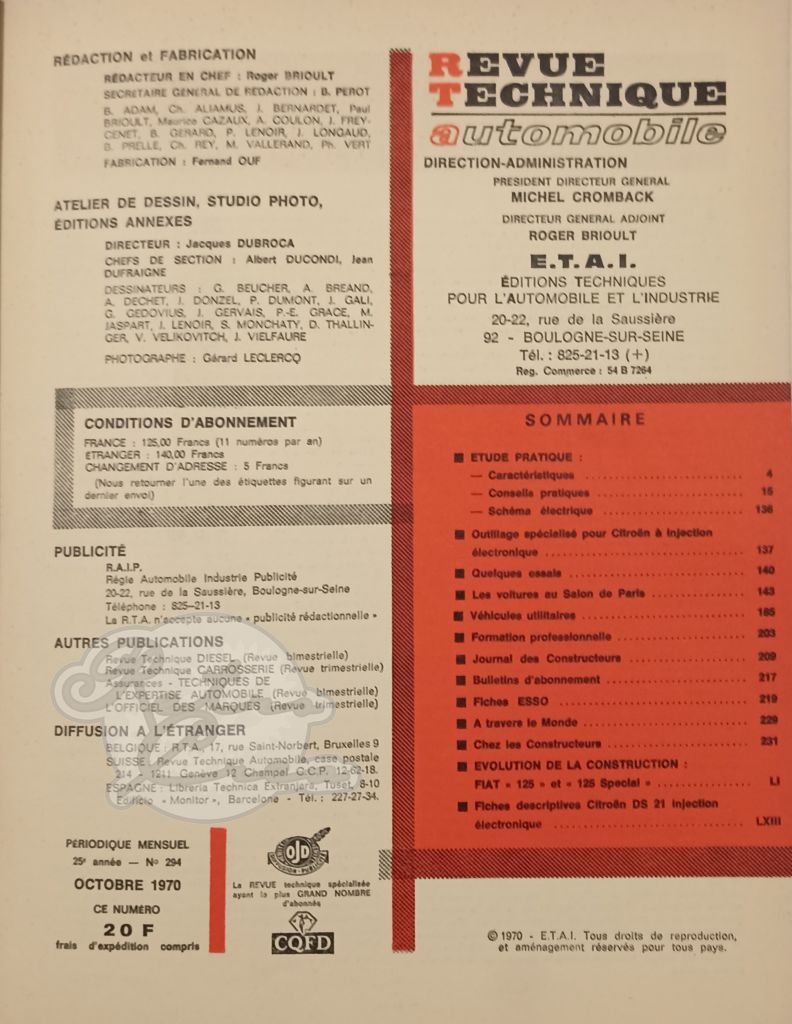 RÉDACTION et FABRICATION
RÉDACTEUR EN CHEF : Roger BRIOULT
SECRETAIRE GENERAL DE REDACTION : B. PEROT
B. ADAM, Ch. ALIAMUS, J. BERNARDET, Paul
BRIOULT, Maurice CAZAUX, A. COULON, J. FREY-
CENET, B. GERARD, P. LENOIR, J. LONGAUD,
B. PRELLE, Ch. REY, M. VALLERAND, Ph. VERT
FABRICATION : Fernand OUF
ATELIER DE DESSIN, STUDIO PHOTO,
ÉDITIONS ANNEXES
DIRECTEUR : Jacques DUBROCA
CHEFS DE SECTION : Albert DUCONDI, Jean
DUFRAIGNE
DESSINATEURS : G. BEUCHER, A. BREAND,
A. DECHET, J. DONZEL, P. DUMONT, J. GALI,
G. GEDOVIUS, J. GERVAIS, P.-E. GRACE, M.
JASPART, J. LENOIR, S. MONCHATY, D. THALLIN-
GER, V. VELIKOVITCH, J. VIELFAURE
PHOTOGRAPHE : Gérard LECLERCQ
CONDITIONS D'ABONNEMENT
FRANCE : 125,00 Francs (11 numéros par an)
ETRANGER : 140,00 Francs
CHANGEMENT D'ADRESSE : 5 Francs
(Nous retourner l'une des étiquettes figurant sur un
dernier envoi)
PUBLICITÉ
R.A.I.P.
Régie Automobile Industrie Publicité
20-22, rue de la Saussière, Boulogne-sur-Seine
Téléphone : 825-21-13
La R.T.A. n'accepte aucune « publicité rédactionnelle »
AUTRES PUBLICATIONS
Revue Technique DIESEL (Revue bimestrielle)
Revue Technique CARROSSERIE (Revue trimestrielle)
Assurances - TECHNIQUES DE
L'EXPERTISE AUTOMOBILE (Revue bimestrielle)
L'OFFICIEL DES MARQUES (Revue trimestrielle)
DIFFUSION A L'ÉTRANGER
BELGIQUE : R.T.A., 17, rue Saint-Norbert, Bruxelles 9
SUISSE : Revue Technique Automobile, case postale
214 - 1211 Genève 12 Champel C.C.P. 12-62-18.
ESPAGNE : Libreria Technica Extranjera, Tuset, 8-10
Edificio « Monitor », Barcelone - Tél. : 227-27-34.
PÉRIODIQUE MENSUEL
25e année — No 294
OCTOBRE 1970
CE NUMÉRO
20 F
frais d'expédition compris
OJD
DIFFUSION
La REVUE technique spécialisée
ayant le plus GRAND NOMBRE
d'abonnés
CQFD
REVUE
TECHNIQUE
automobile
DIRECTION-ADMINISTRATION
PRESIDENT DIRECTEUR GENERAL
MICHEL CROMBACK
DIRECTEUR GENERAL ADJOINT
ROGER BRIOULT
E.T.A.I.
ÉDITIONS TECHNIQUES
POUR L'AUTOMOBILE ET L'INDUSTRIE
20-22, rue de la Saussière
92 - BOULOGNE-SUR-SEINE
Tél. : 825-21-13 (+)
Reg. Commerce : 54 B 7264
SOMMAIRE
■ ETUDE PRATIQUE :
— Caractéristiques .................. 4
— Conseils pratiques .................. 15
— Schéma électrique .................. 136
■ Outillage spécialisé pour Citroën à injection
électronique .................. 137
■ Quelques essais .................. 140
■ Les voitures au Salon de Paris .................. 143
■ Véhicules utilitaires .................. 185
■ Formation professionnelle .................. 203
■ Journal des Constructeurs .................. 209
■ Bulletins d'abonnement .................. 217
■ Fiches ESSO .................. 219
■ A travers le Monde .................. 229
■ Chez les Constructeurs .................. 231
■ EVOLUTION DE LA CONSTRUCTION :
FIAT « 125 » et « 125 Special » .................. LI
■ Fiches descriptives Citroën DS 21 injection
électronique .................. LXIII
© 1970 - E.T.A.I. Tous droits de reproduction,
et aménagement réservés pour tous pays.